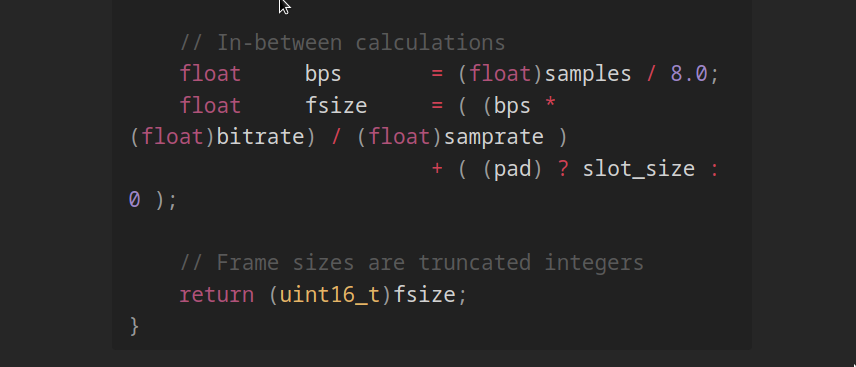 // In-between calculations
float bps = (float)samples / 8.0;
float fsize = ( (bps *
(float)bitrate) / (float)samprate )
+ ( (pad) ? slot_size :
0 );
// Frame sizes are truncated integers
return (uint16_t)fsize;
}